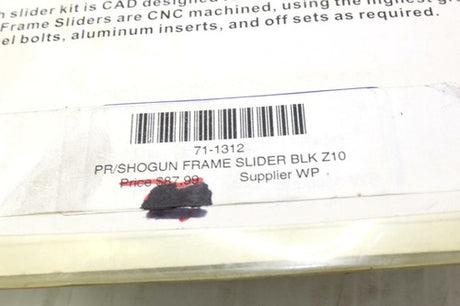 slider kit is CAD designed
Frame Sliders are CNC machined, using the highest
bolts, aluminum inserts, and off sets as required.
71-1312
PR/SHOGUN FRAME SLIDER BLK Z10
Price $87.99 Supplier WP